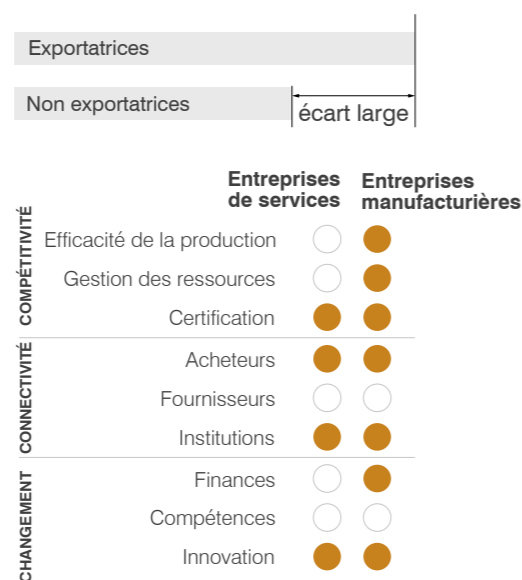 Exportatrices
Non exportatrices
écart large
Entreprises de services
Entreprises manufacturières
COMPÉTITIVITÉ
Efficacité de la production
Gestion des ressources
Certification
CONNECTIVITÉ
Acheteurs
Fournisseurs
Institutions
CHANGEMENT
Finances
Compétences
Innovation